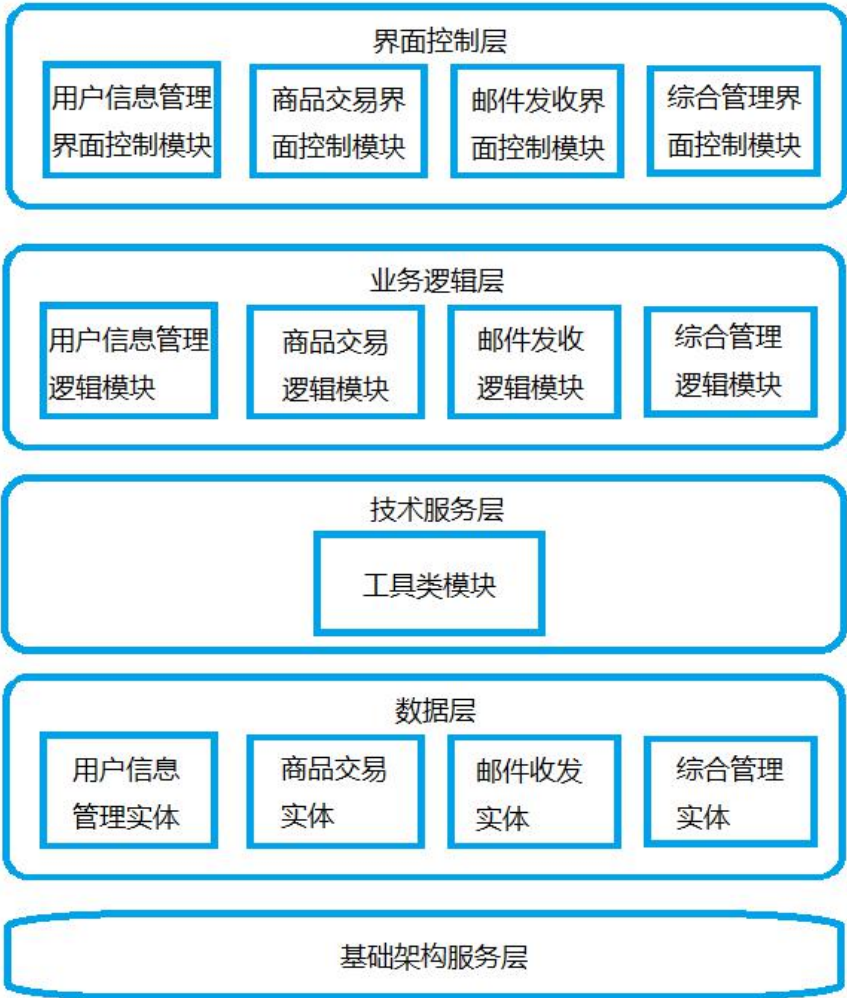 界面控制层
用户信息管理
界面控制模块
商品交易界
面控制模块
邮件发收界
面控制模块
综合管理界
面控制模块
业务逻辑层
用户信息管理
逻辑模块
商品交易
逻辑模块
邮件发收
逻辑模块
综合管理
逻辑模块
技术服务层
工具类模块
数据层
用户信息
管理实体
商品交易
实体
邮件收发
实体
综合管理
实体
基础架构服务层